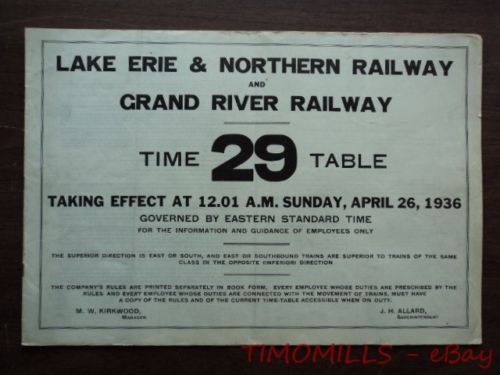 LAKE ERIE & NORTHERN RAILWAY
AND
GRAND RIVER RAILWAY
TIME 29 TABLE
TAKING EFFECT AT 12.01 A.M. SUNDAY, APRIL 26, 1936
GOVERNED BY EASTERN STANDARD TIME
FOR THE INFORMATION AND GUIDANCE OF EMPLOYEES ONLY
THE SUPERIOR DIRECTION IS EAST OR SOUTH, AND EAST OR SOUTHBOUND TRAINS ARE SUPERIOR TO TRAINS OF THE SAME
CLASS IN THE OPPOSITE (INFERIOR) DIRECTION
THE COMPANY'S RULES ARE PRINTED SEPARATELY IN BOOK FORM. EVERY EMPLOYEE WHOSE DUTIES ARE PRESCRIBED BY THE
RULES AND EVERY EMPLOYEE WHOSE DUTIES ARE CONNECTED WITH THE MOVEMENT OF TRAINS, MUST HAVE
A COPY OF THE RULES AND OF THE CURRENT TIME-TABLE ACCESSIBLE WHEN ON DUTY.
M. W. KIRKWOOD,
MANAGER
J. H. ALLARD,
SUPERINTENDENT
TIMOMILLS - eBay